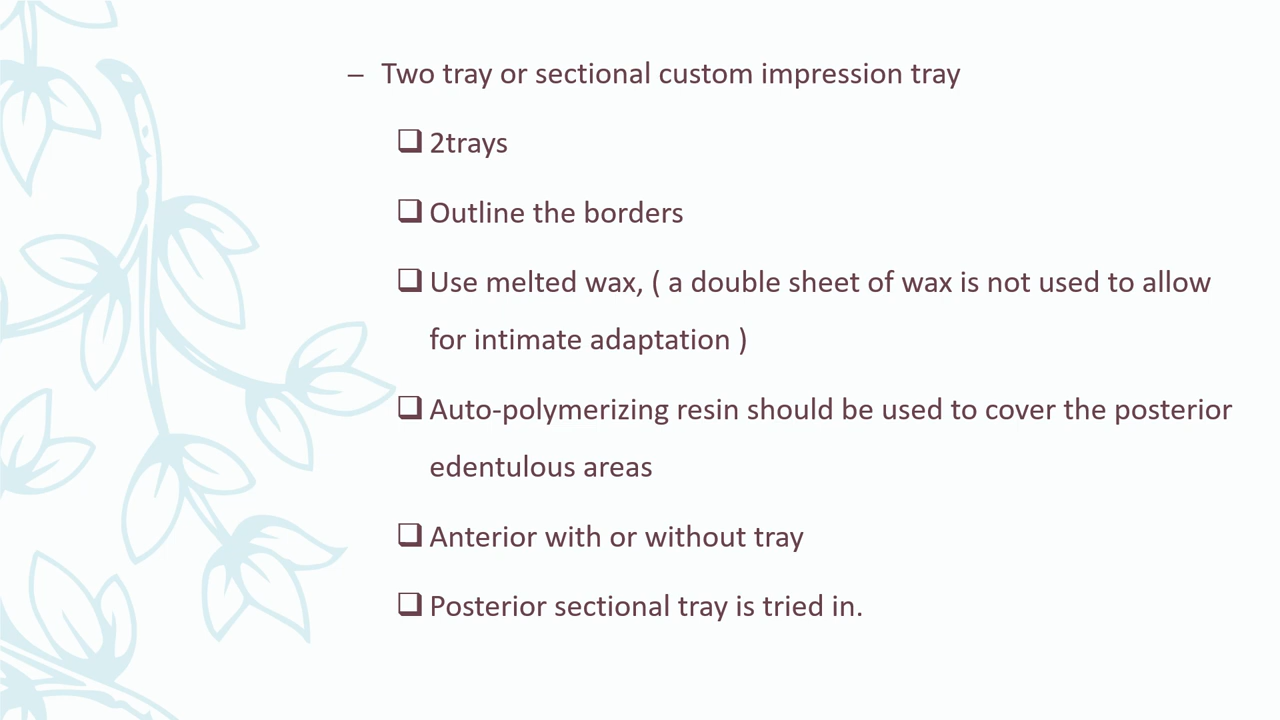 – Two tray or sectional custom impression tray
❑ 2trays
❑ Outline the borders
❑ Use melted wax, ( a double sheet of wax is not used to allow
for intimate adaptation )
❑ Auto-polymerizing resin should be used to cover the posterior
edentulous areas
❑ Anterior with or without tray
❑ Posterior sectional tray is tried in.